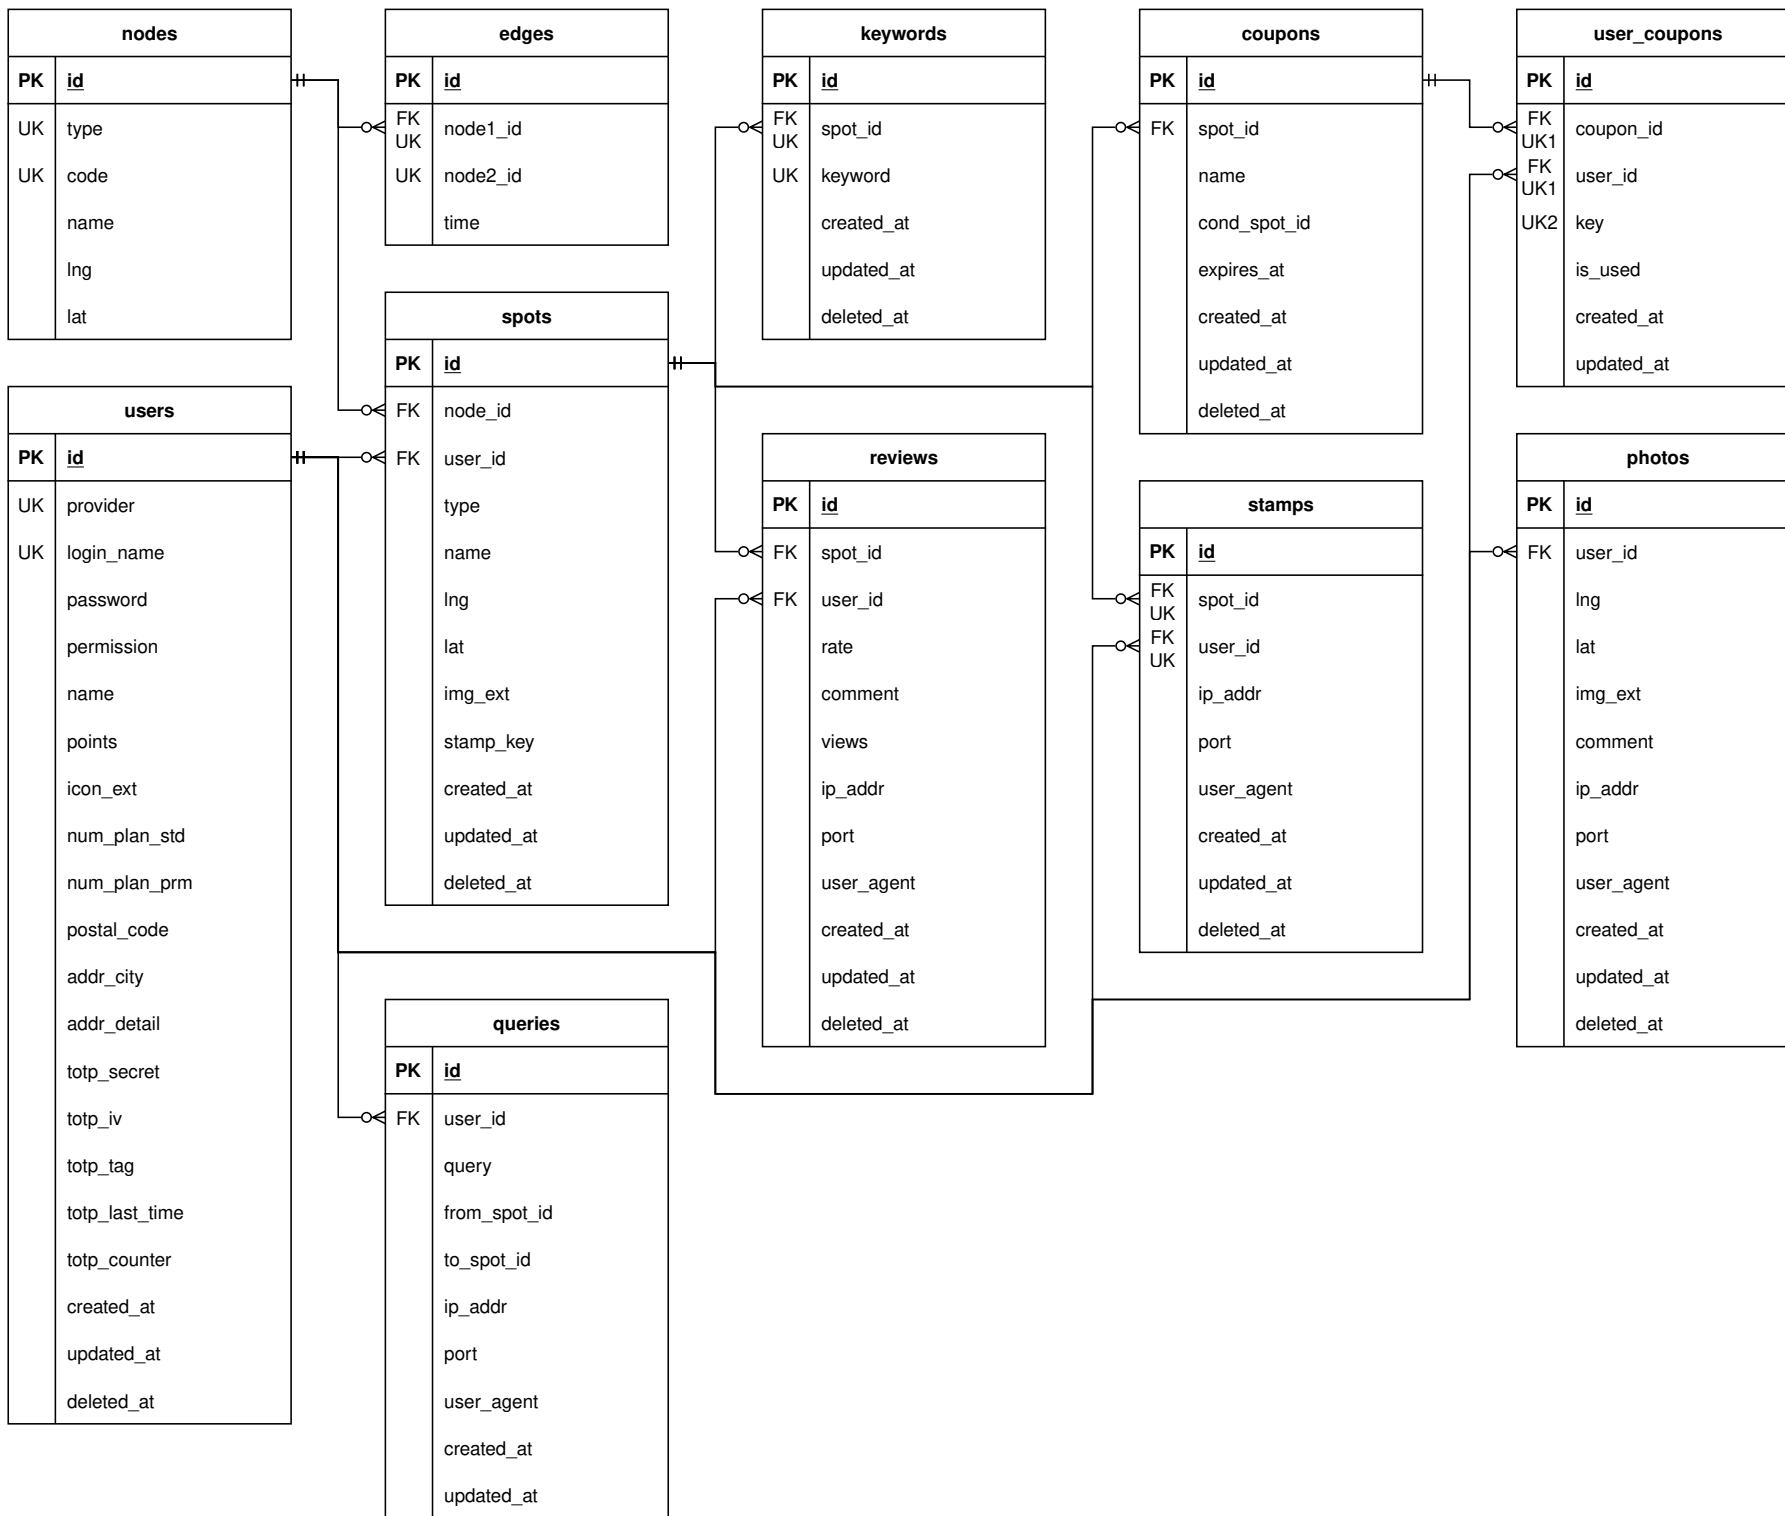 nodes
PK id
UK type
UK code
name
lng
lat
edges
PK id
FK
UK node1_id
UK node2_id
time
keywords
PK id
FK
UK spot_id
UK keyword
created_at
updated_at
deleted_at
coupons
PK id
FK spot_id
name
cond_spot_id
expires_at
created_at
updated_at
deleted_at
user_coupons
PK id
FK
UK1 coupon_id
FK
UK1 user_id
UK2 key
is_used
created_at
updated_at
users
PK id
UK provider
UK login_name
password
permission
name
points
icon_ext
num_plan_std
num_plan_prm
postal_code
addr_city
addr_detail
totp_secret
totp_iv
totp_tag
totp_last_time
totp_counter
created_at
updated_at
deleted_at
spots
PK id
FK node_id
FK user_id
type
name
lng
lat
img_ext
stamp_key
created_at
updated_at
deleted_at
reviews
PK id
FK spot_id
FK user_id
rate
comment
views
ip_addr
port
user_agent
created_at
updated_at
deleted_at
stamps
PK id
FK
UK spot_id
FK
UK user_id
ip_addr
port
user_agent
created_at
updated_at
deleted_at
photos
PK id
FK user_id
lng
lat
img_ext
comment
ip_addr
port
user_agent
created_at
updated_at
deleted_at
queries
PK id
FK user_id
query
from_spot_id
to_spot_id
ip_addr
port
user_agent
created_at
updated_at